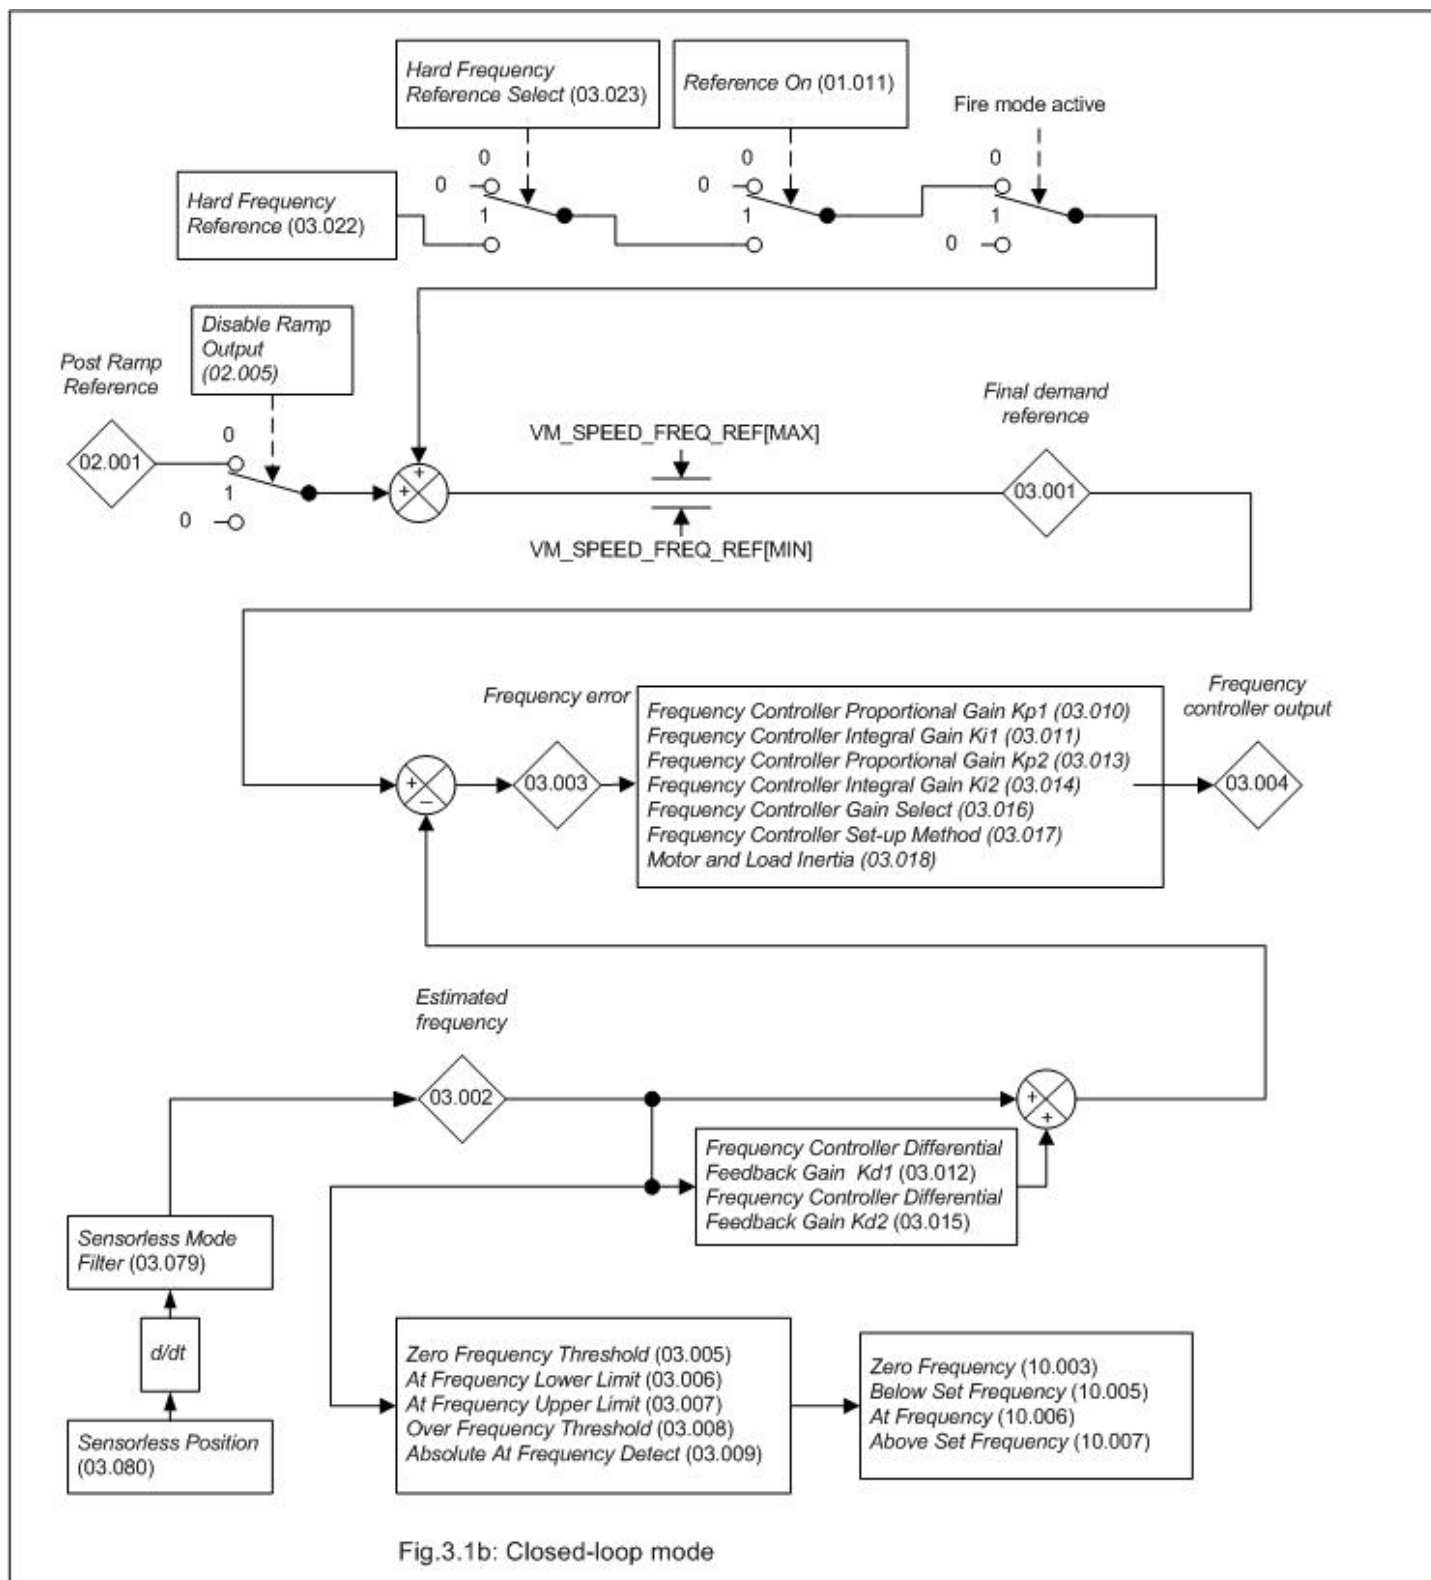 Hard Frequency
Reference Select (03.023)
Reference On (01.011)
Fire mode active
0
0
0
0
0
Hard Frequency
Reference (03.022)
1
1
1
0
Disable Ramp
Output
(02.005)
Post Ramp
Reference
02.001
0
1
0
+
+
VM_SPEED_FREQ_REF[MAX]
VM_SPEED_FREQ_REF[MIN]
Final demand
reference
03.001
Frequency error
+
−
03.003
Frequency Controller Proportional Gain Kp1 (03.010)
Frequency Controller Integral Gain Ki1 (03.011)
Frequency Controller Proportional Gain Kp2 (03.013)
Frequency Controller Integral Gain Ki2 (03.014)
Frequency Controller Gain Select (03.016)
Frequency Controller Set-up Method (03.017)
Motor and Load Inertia (03.018)
Frequency
controller output
03.004
Estimated
frequency
03.002
+
+
Frequency Controller Differential
Feedback Gain Kd1 (03.012)
Frequency Controller Differential
Feedback Gain Kd2 (03.015)
Sensorless Mode
Filter (03.079)
d/dt
Sensorless Position
(03.080)
Zero Frequency Threshold (03.005)
At Frequency Lower Limit (03.006)
At Frequency Upper Limit (03.007)
Over Frequency Threshold (03.008)
Absolute At Frequency Detect (03.009)
Zero Frequency (10.003)
Below Set Frequency (10.005)
At Frequency (10.006)
Above Set Frequency (10.007)
Fig.3.1b: Closed-loop mode